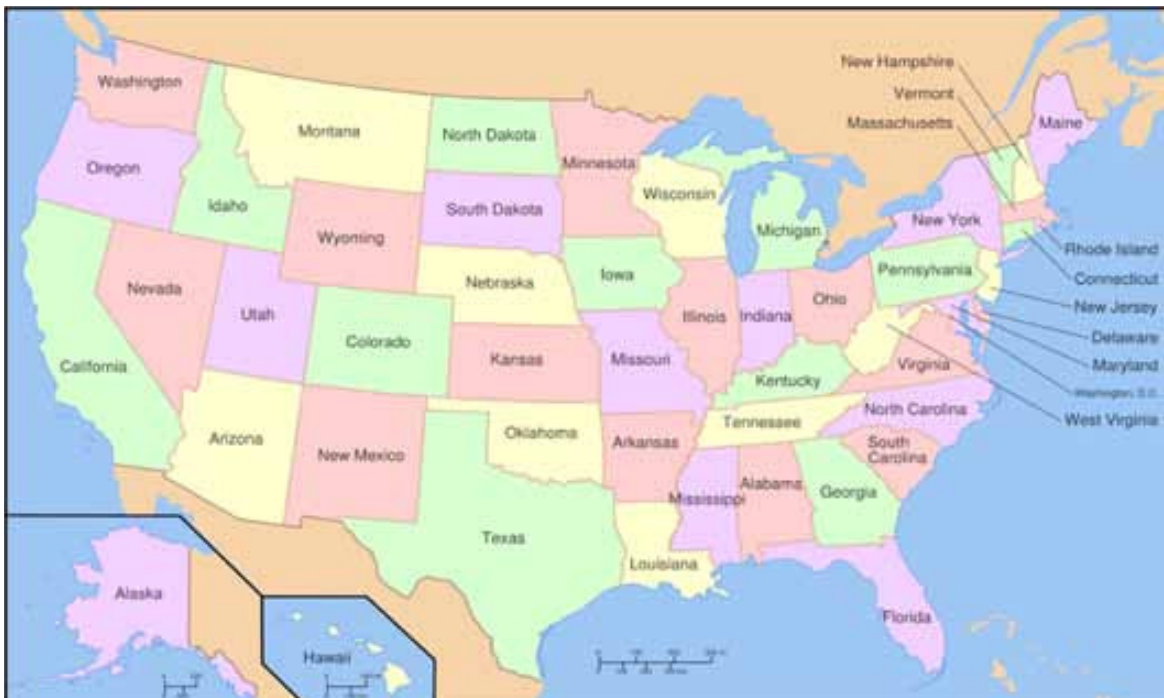 New Hampshire
Vermont
Massachusetts
Washington
Montana
North Dakota
Minnesota
Maine
Oregon
Idaho
Wisconsin
South Dakota
Wyoming
Michigan
New York
Rhode Island
Iowa
Pennsylvania
Connecticut
Nebraska
Nevada
Utah
Illinois
Indiana
Ohio
New Jersey
Colorado
Delaware
California
Kansas
Missouri
Virginia
Maryland
Kentucky
Washington, D.C.
North Carolina
West Virginia
Tennessee
Arizona
Oklahoma
Arkansas
New Mexico
South
Carolina
Mississippi
Alabama
Georgia
Texas
Louisiana
Alaska
Florida
Hawaii